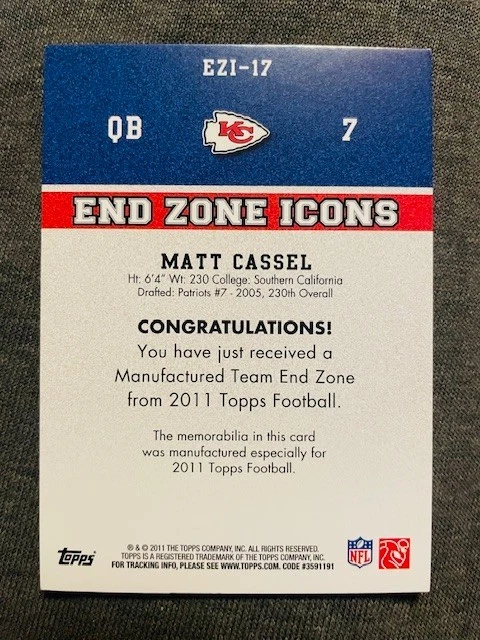 EZI-17
QB
KC
7
END ZONE ICONS
MATT CASSEL
Ht: 6'4" Wt: 230 College: Southern California
Drafted: Patriots #7 - 2005, 230th Overall
CONGRATULATIONS!
You have just received a
Manufactured Team End Zone
from 2011 Topps Football.
The memorabilia in this card
was manufactured especially for
2011 Topps Football.
® & © 2011 THE TOPPS COMPANY, INC. ALL RIGHTS RESERVED.
TOPPS IS A REGISTERED TRADEMARK OF THE TOPPS COMPANY, INC.
FOR TRACKING INFO, PLEASE SEE WWW.TOPPS.COM. CODE #3591191
topps
NFL